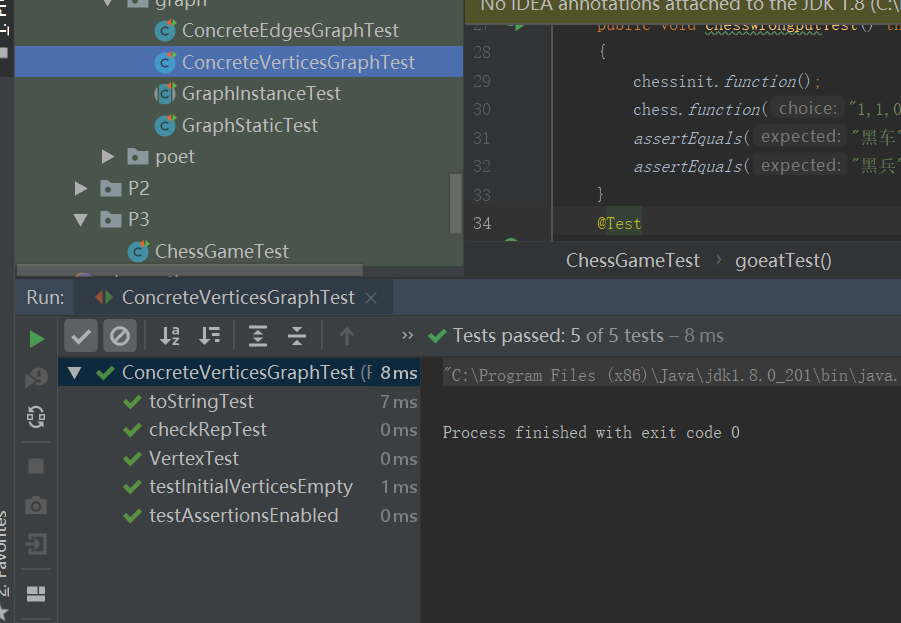 graph
ConcreteEdgesGraphTest
ConcreteVerticesGraphTest
GraphInstanceTest
GraphStaticTest
poet
P2
P3
ChessGameTest
No IDEA annotations attached to the JDK 1.8 (C:\
27 public void chesswrongputTest() th
28 {
29 chessinit.function();
30 chess.function( choice: "1,1,0
31 assertEquals( expected: "黑车"
32 assertEquals( expected: "黑兵"
33 }
34 @Test
ChessGameTest › goeatTest()
Run: ConcreteVerticesGraphTest ×
» Tests passed: 5 of 5 tests – 8 ms
ConcreteVerticesGraphTest (F 8 ms
toStringTest 7 ms
checkRepTest 0 ms
VertexTest 0 ms
testInitialVerticesEmpty 1 ms
testAssertionsEnabled 0 ms
"C:\Program Files (x86)\Java\jdk1.8.0_201\bin\java.
Process finished with exit code 0
2: Favorites